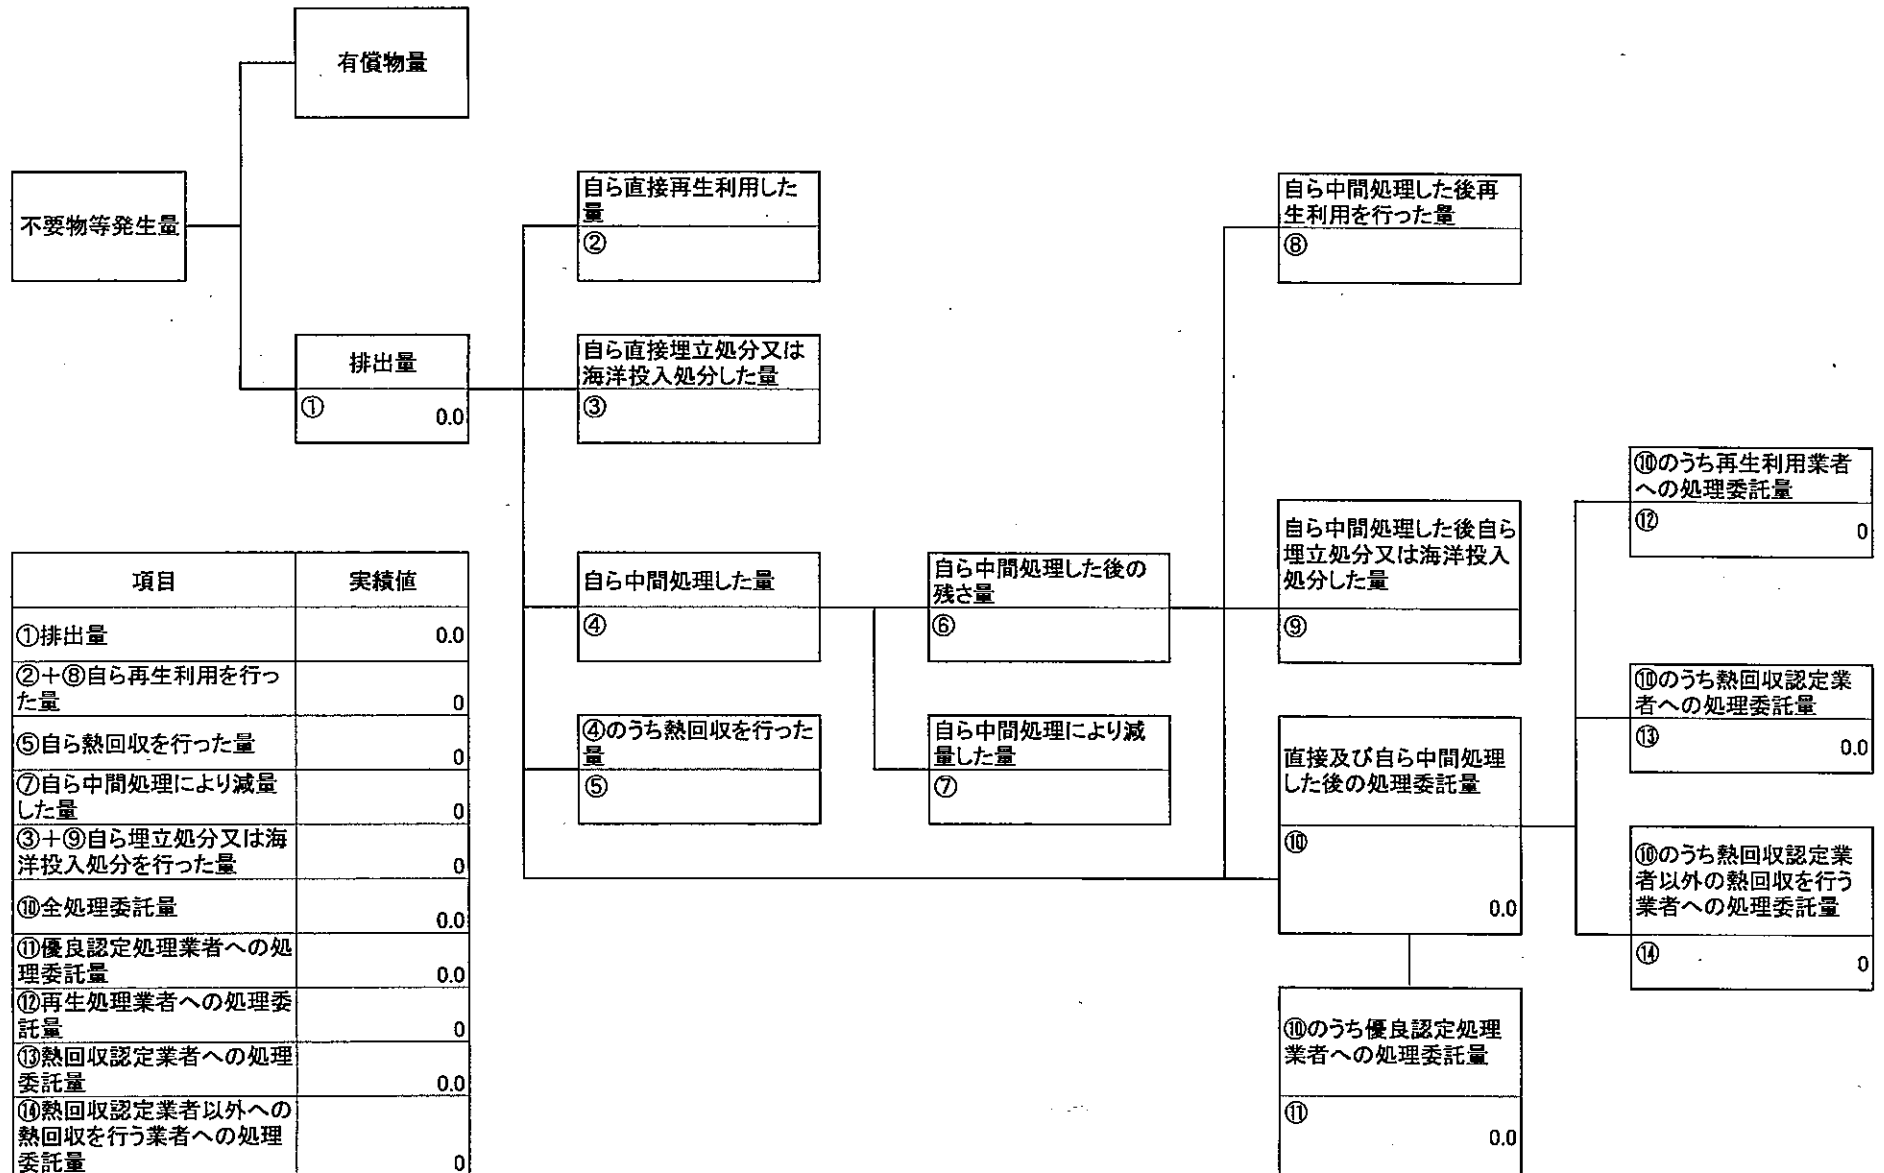 有償物量
不要物等発生量
自ら直接再生利用した
量
②
自ら中間処理した後再
生利用を行った量
⑧
排出量
① 0.0
自ら直接埋立処分又は
海洋投入処分した量
③
⑩のうち再生利用業者
への処理委託量
⑫ 0
自ら中間処理した量
④
自ら中間処理した後の
残さ量
⑥
自ら中間処理した後自ら
埋立処分又は海洋投入
処分した量
⑨
⑩のうち熱回収認定業
者への処理委託量
⑬ 0.0
④のうち熱回収を行った
量
⑤
自ら中間処理により減
量した量
⑦
直接及び自ら中間処理
した後の処理委託量
⑩
0.0
⑩のうち熱回収認定業
者以外の熱回収を行う
業者への処理委託量
⑭ 0
⑩のうち優良認定処理
業者への処理委託量
⑪
0.0
項目 実績値
①排出量 0.0
②＋⑧自ら再生利用を行っ
た量 0
⑤自ら熱回収を行った量 0
⑦自ら中間処理により減量
した量 0
③＋⑨自ら埋立処分又は海
洋投入処分を行った量 0
⑩全処理委託量 0.0
⑪優良認定処理業者への処
理委託量 0.0
⑫再生処理業者への処理委
託量 0
⑬熱回収認定業者への処理
委託量 0.0
⑭熱回収認定業者以外への
熱回収を行う業者への処理
委託量 0